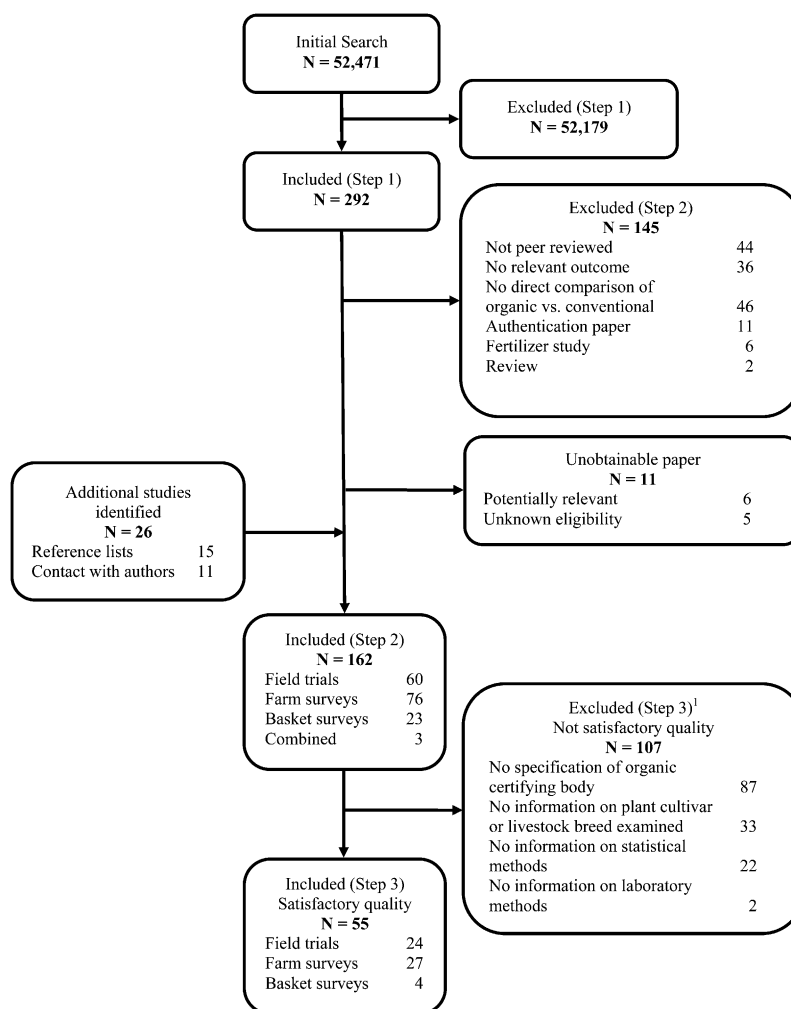 Initial Search
N = 52,471
Excluded (Step 1)
N = 52,179
Included (Step 1)
N = 292
Excluded (Step 2)
N = 145
Not peer reviewed 44
No relevant outcome 36
No direct comparison of
organic vs. conventional 46
Authentication paper 11
Fertilizer study 6
Review 2
Unobtainable paper
N = 11
Potentially relevant 6
Unknown eligibility 5
Additional studies
identified
N = 26
Reference lists 15
Contact with authors 11
Included (Step 2)
N = 162
Field trials 60
Farm surveys 76
Basket surveys 23
Combined 3
Excluded (Step 3)1
Not satisfactory quality
N = 107
No specification of organic
certifying body 87
No information on plant cultivar
or livestock breed examined 33
No information on statistical
methods 22
No information on laboratory
methods 2
Included (Step 3)
Satisfactory quality
N = 55
Field trials 24
Farm surveys 27
Basket surveys 4